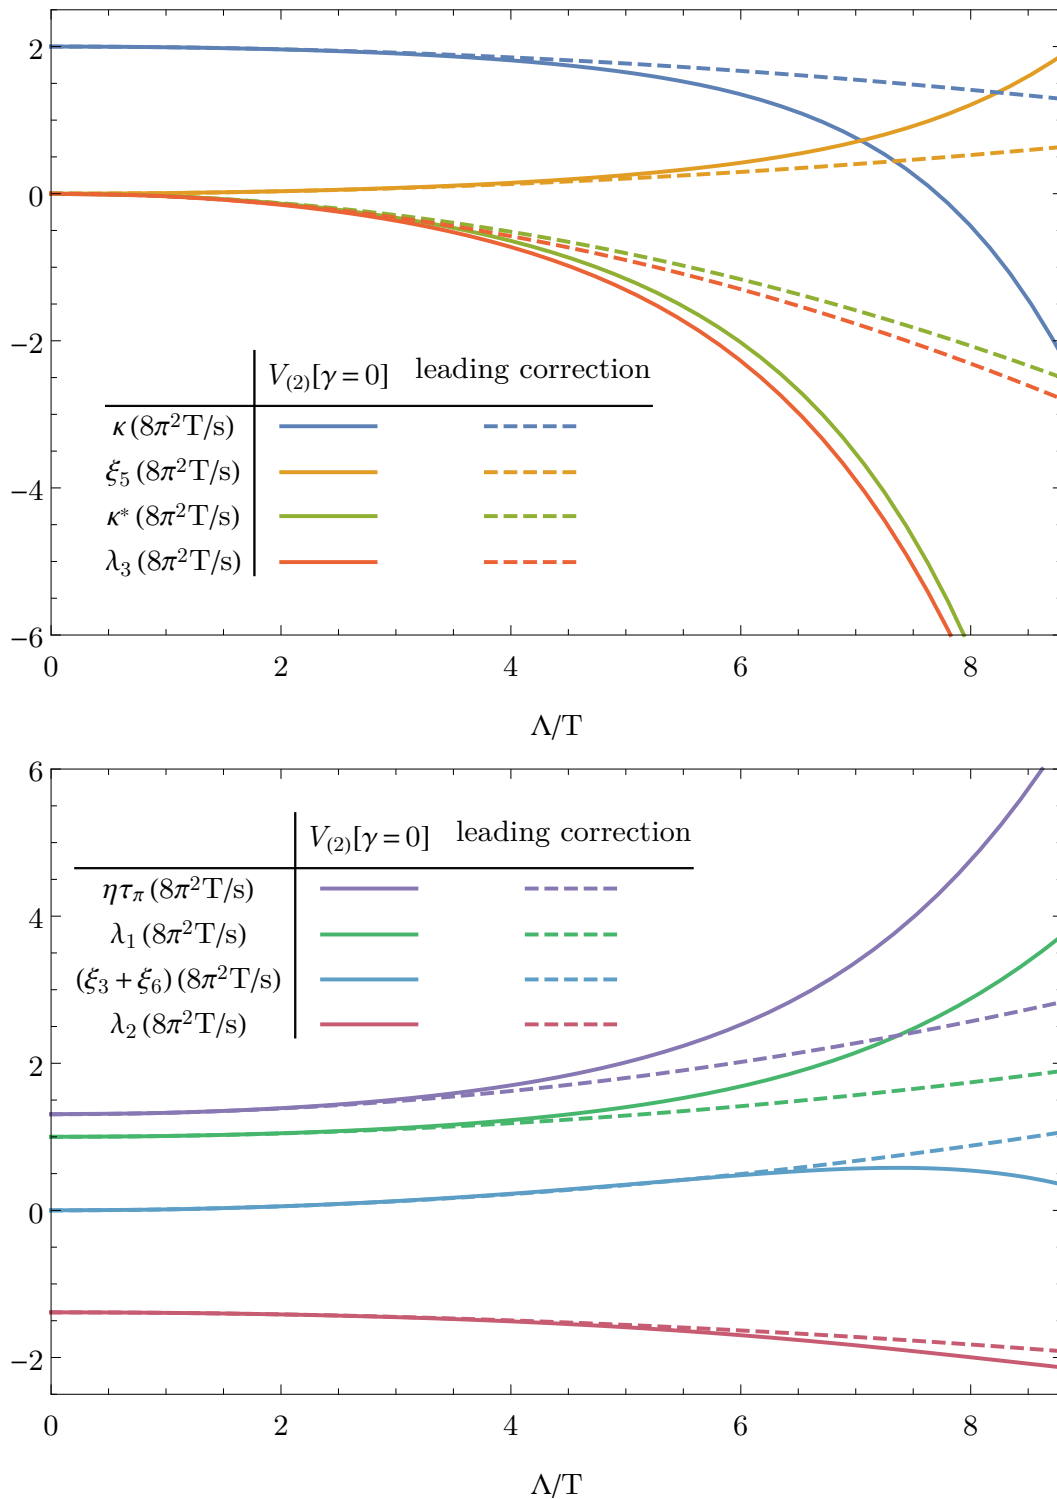 2
0
−2
−4
−6
V(2)[γ = 0] leading correction
κ (8π²T/s)
ξ₅ (8π²T/s)
κ* (8π²T/s)
λ₃ (8π²T/s)
0 2 4 6 8
Λ/T
6
4
2
0
−2
V(2)[γ = 0] leading correction
ητπ (8π²T/s)
λ₁ (8π²T/s)
(ξ₃ + ξ₆) (8π²T/s)
λ₂ (8π²T/s)
0 2 4 6 8
Λ/T